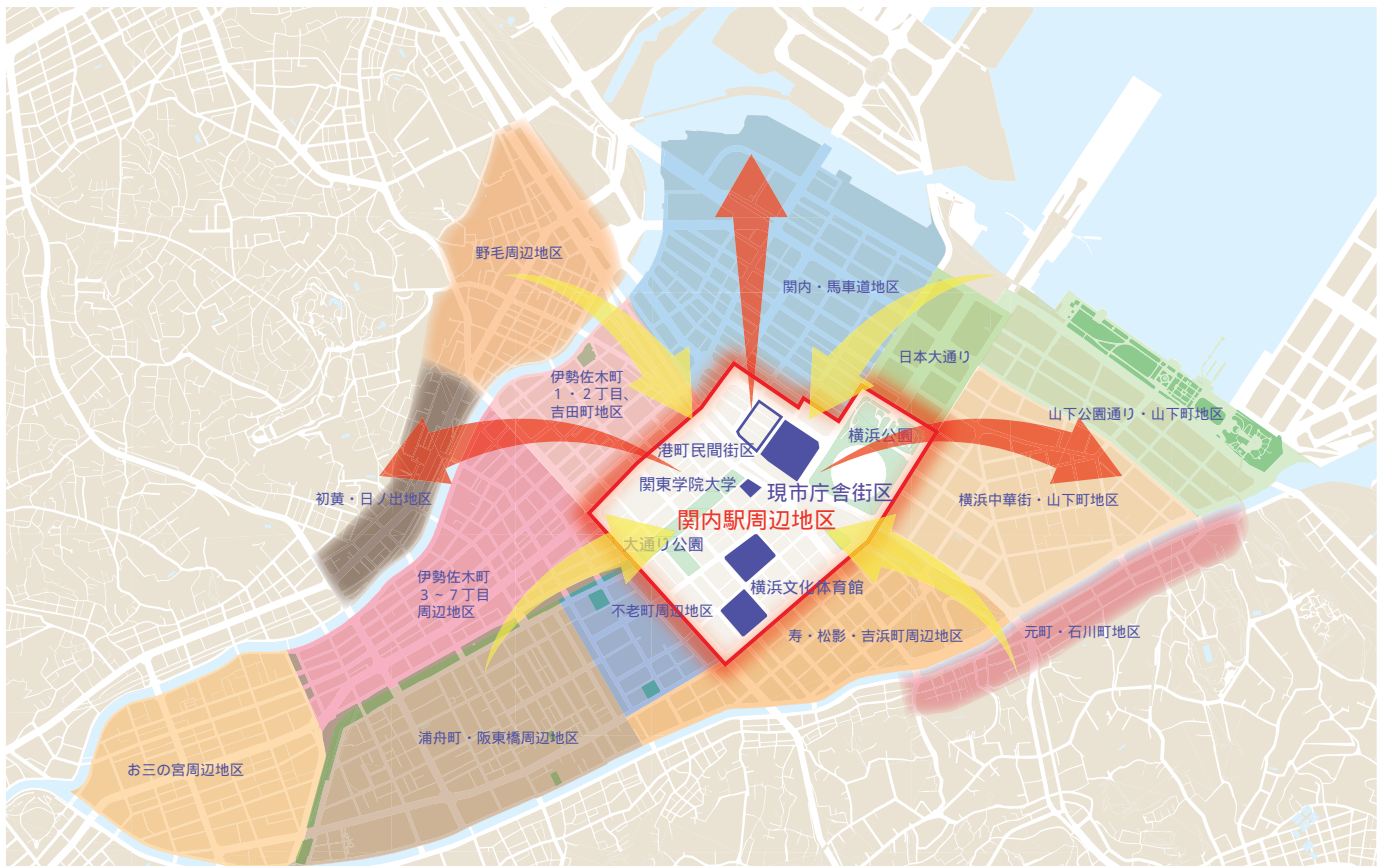 野毛周辺地区
関内・馬車道地区
日本大通り
伊勢佐木町
１・２丁目、
吉田町地区
山下公園通り・山下町地区
横浜公園
港町民間街区
関東学院大学
現市庁舎街区
初黄・日ノ出地区
横浜中華街・山下町地区
関内駅周辺地区
大通り公園
伊勢佐木町
３～７丁目
周辺地区
横浜文化体育館
不老町周辺地区
寿・松影・吉浜町周辺地区
元町・石川町地区
浦舟町・阪東橋周辺地区
お三の宮周辺地区